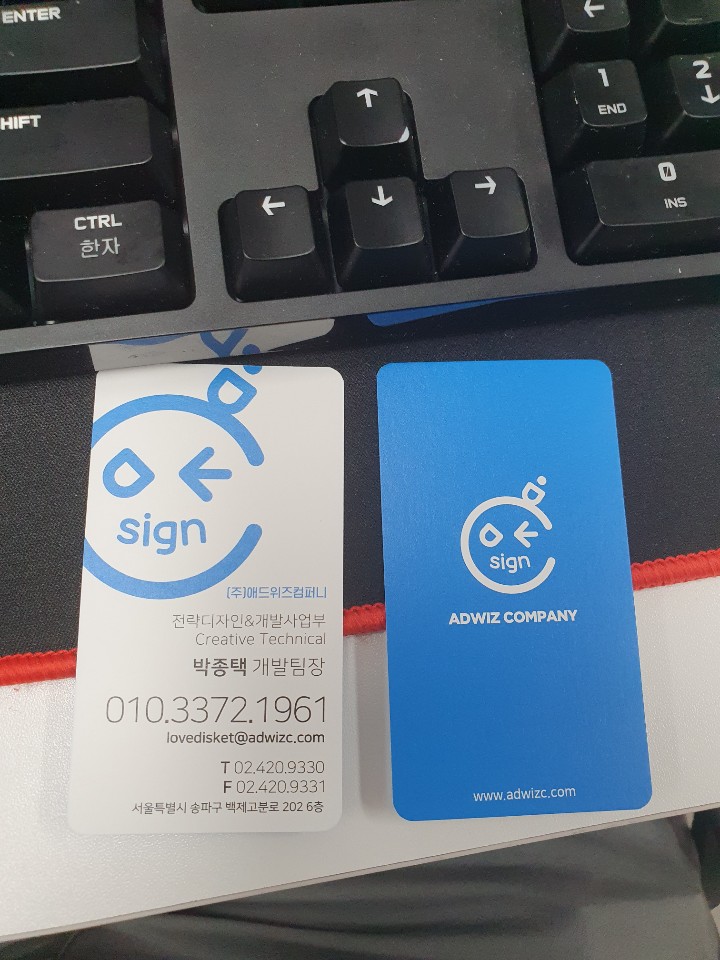 ENTER
HIFT
CTRL
한자
↑
←
↓
→
←
1
END
2
↓
0
INS
sign
(주)애드위즈컴퍼니
전략디자인&개발사업부
Creative Technical
박종택 개발팀장
010.3372.1961
lovedisket@adwizc.com
T 02.420.9330
F 02.420.9331
서울특별시 송파구 백제고분로 202 6층
sign
ADWIZ COMPANY
www.adwizc.com